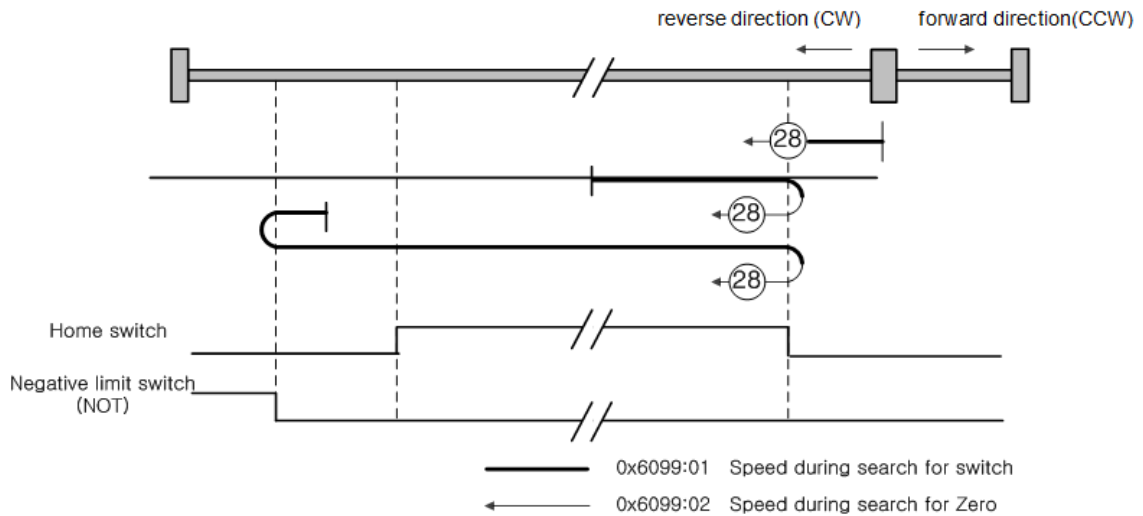 reverse direction (CW) forward direction(CCW)
28
28
28
Home switch
Negative limit switch
(NOT)
0x6099:01 Speed during search for switch
0x6099:02 Speed during search for Zero